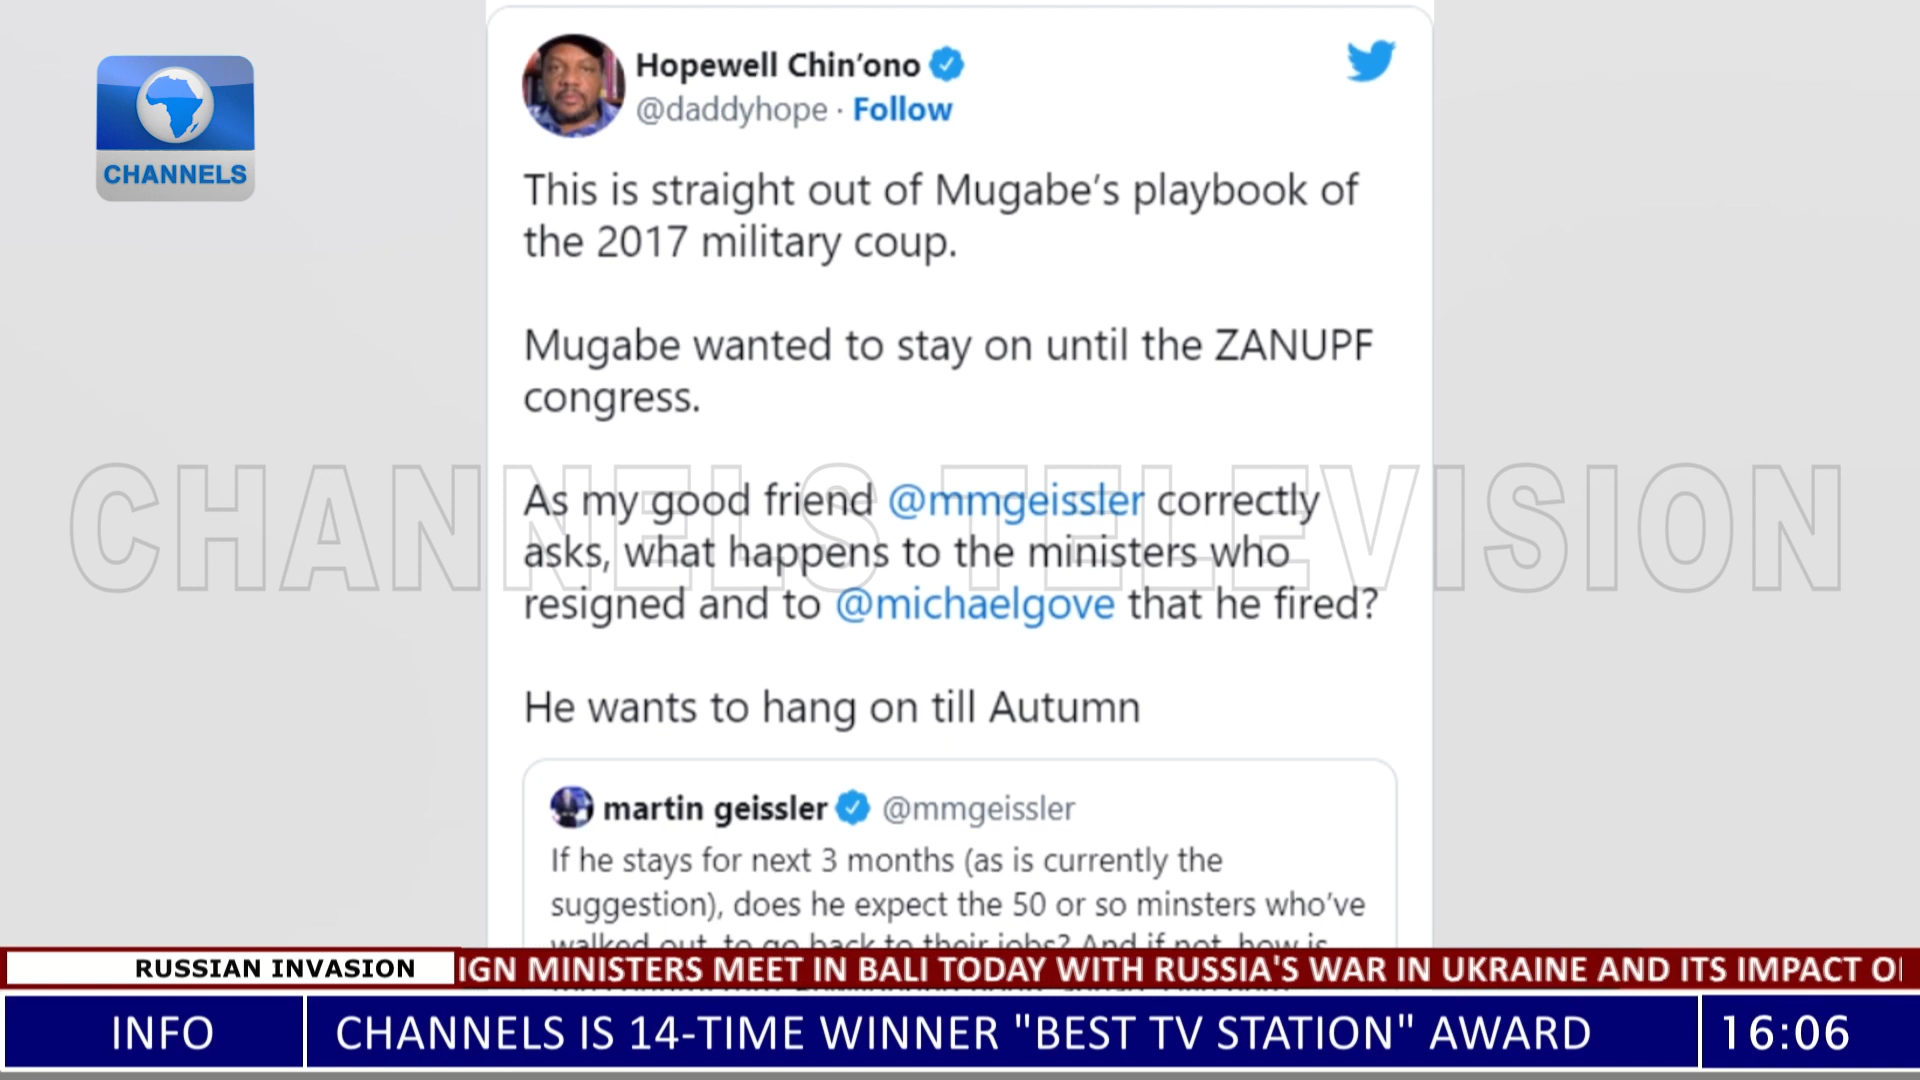 CHANNELS
Hopewell Chin'ono
@daddyhope · Follow
This is straight out of Mugabe's playbook of
the 2017 military coup.
Mugabe wanted to stay on until the ZANUPF
congress.
As my good friend @mmgeissler correctly
asks, what happens to the ministers who
resigned and to @michaelgove that he fired?
He wants to hang on till Autumn
CHANNELS TELEVISION
martin geissler @mmgeissler
If he stays for next 3 months (as is currently the
suggestion), does he expect the 50 or so minsters who've
walked out, to go back to their jobs? And if not, how is
RUSSIAN INVASION
IGN MINISTERS MEET IN BALI TODAY WITH RUSSIA'S WAR IN UKRAINE AND ITS IMPACT O
INFO
CHANNELS IS 14-TIME WINNER "BEST TV STATION" AWARD
16:06